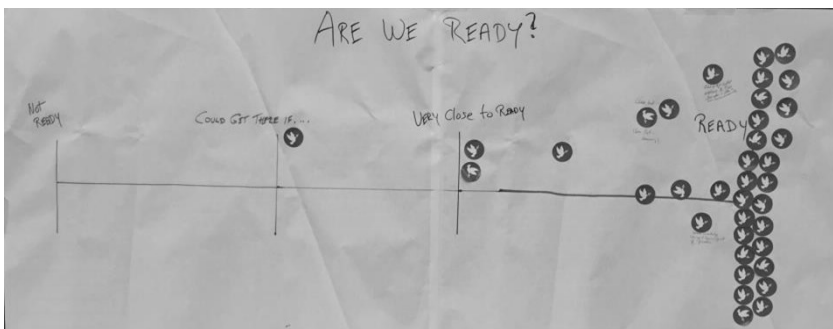 ARE WE READY?
Not
READY
COULD GET THERE IF....
VERY Close to READY
READY